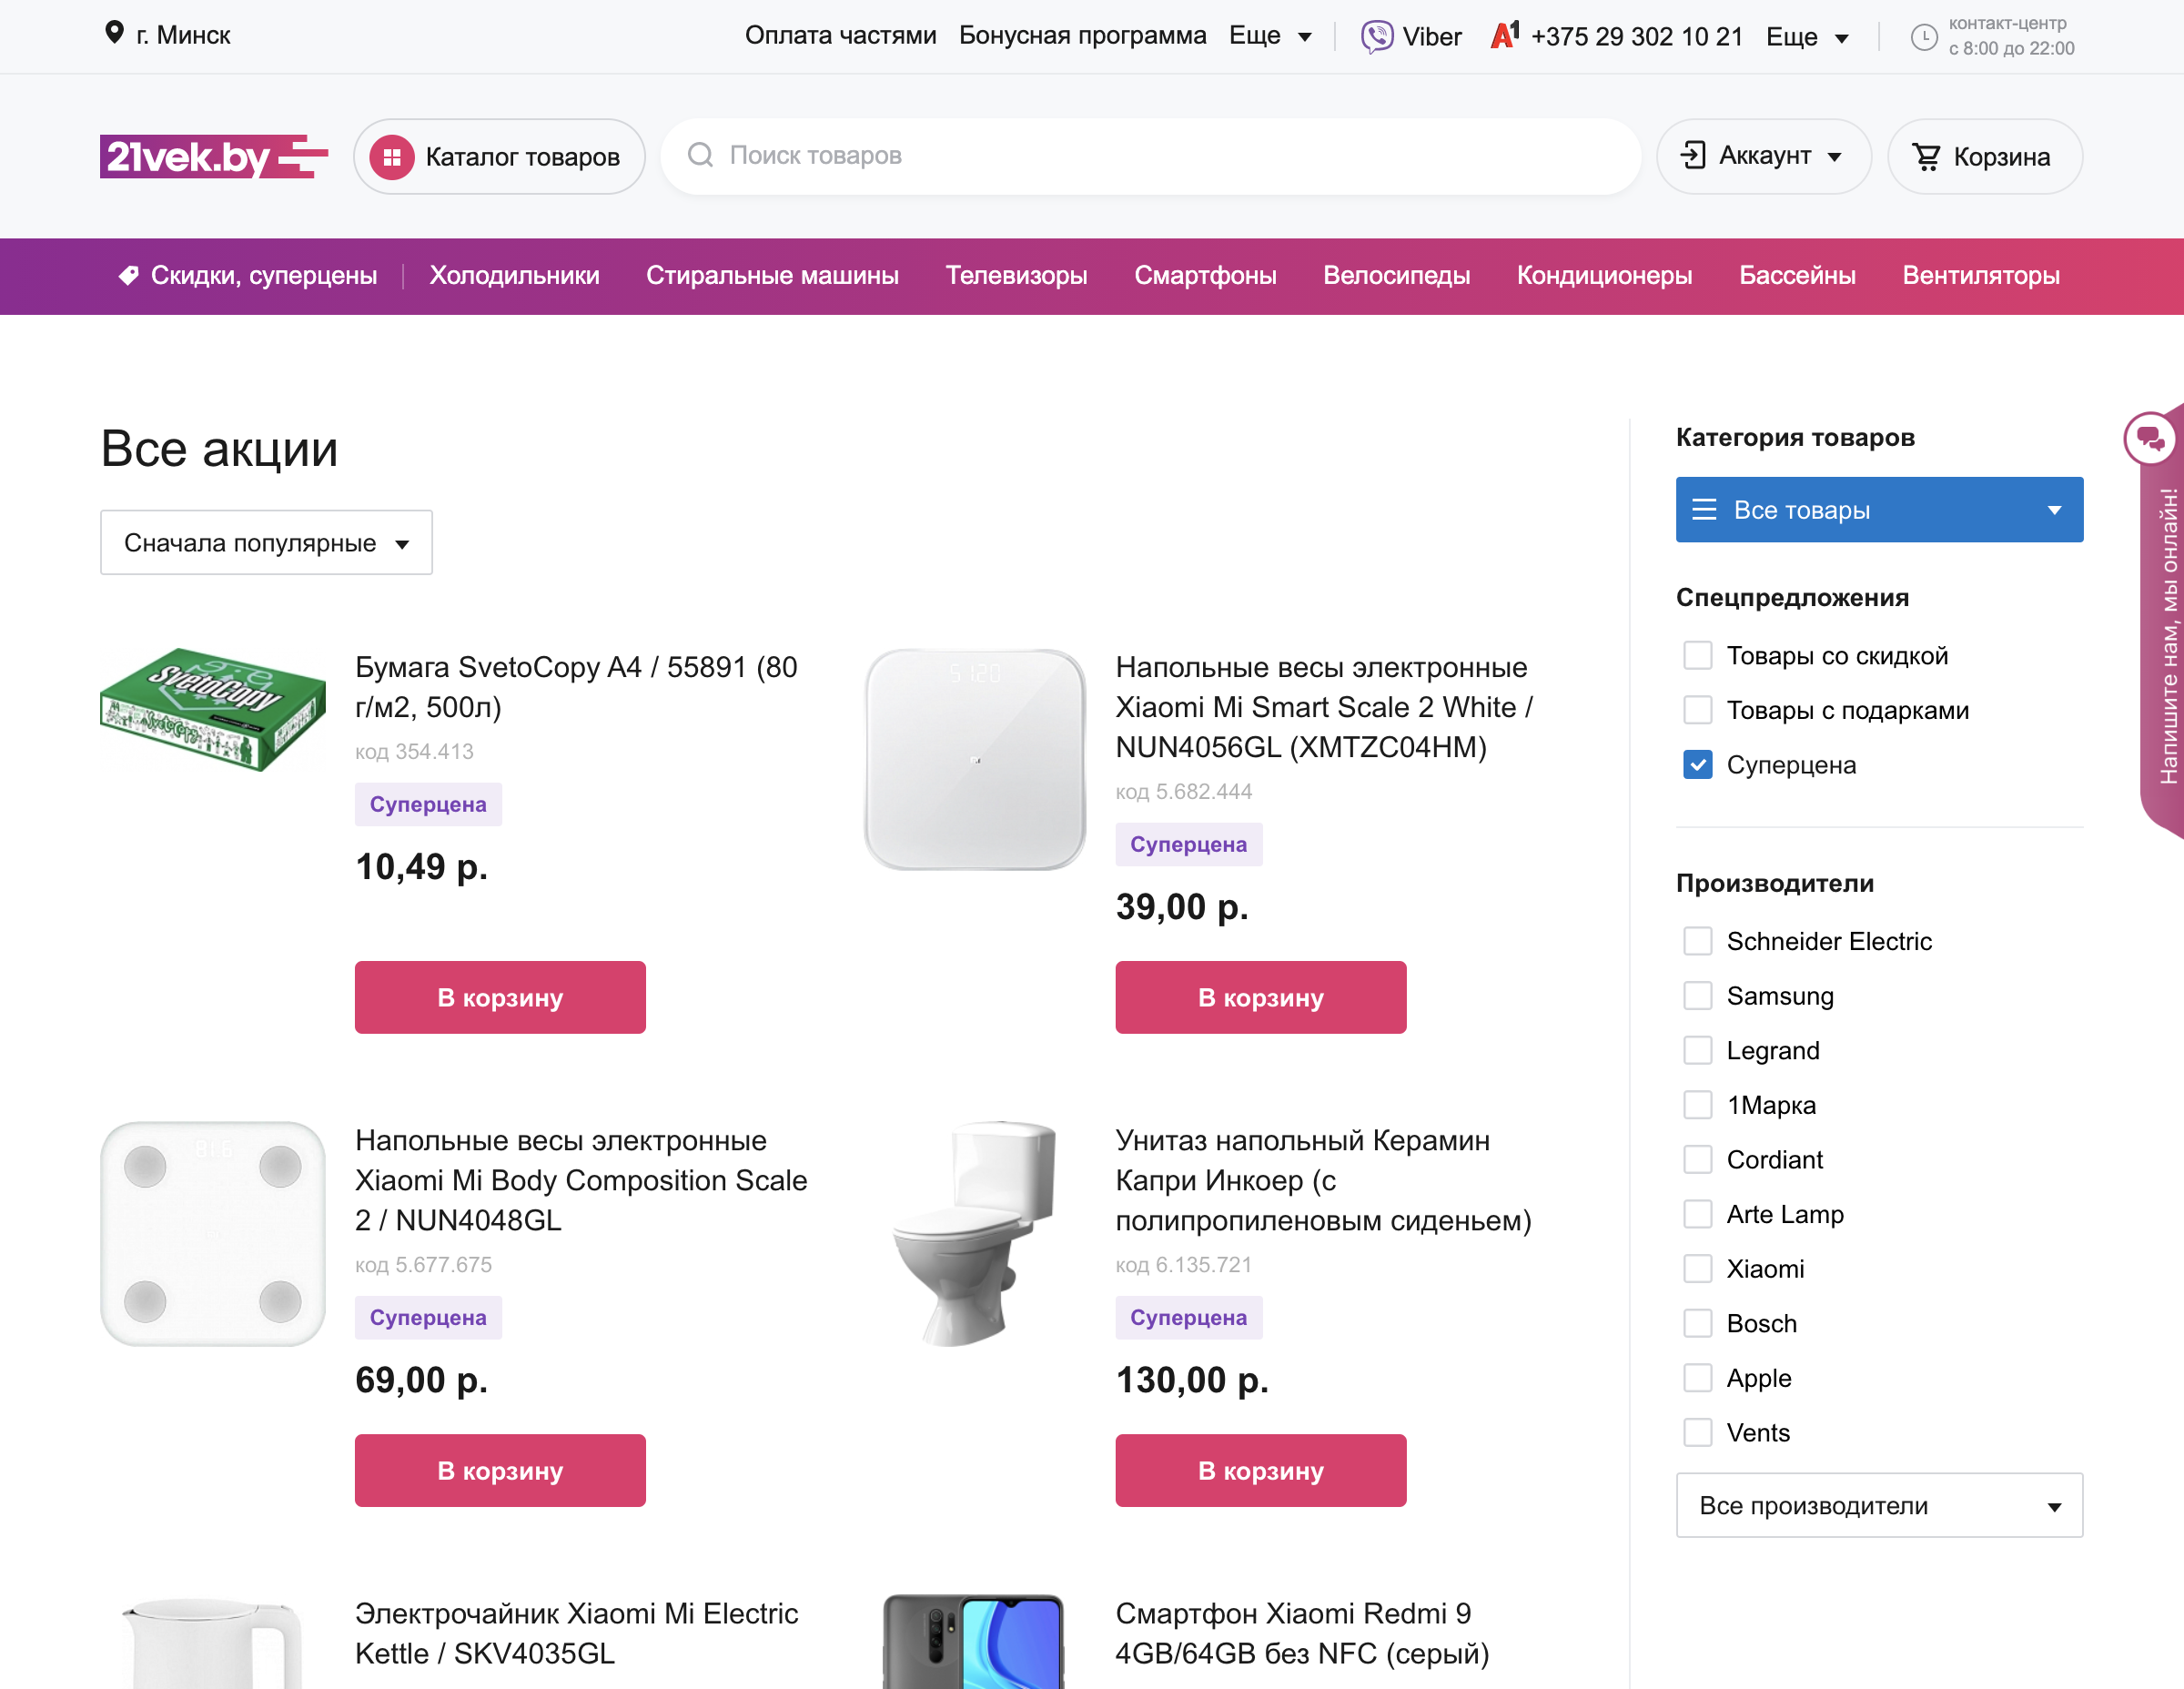 г. Минск
Оплата частями Бонусная программа Еще
Viber
A1 +375 29 302 10 21 Еще
контакт-центр
с 8:00 до 22:00
21vek.by
Каталог товаров
Поиск товаров
Аккаунт
Корзина
Скидки, суперцены Холодильники Стиральные машины Телевизоры Смартфоны Велосипеды Кондиционеры Бассейны Вентиляторы
Все акции
Сначала популярные
SvetoCopy
SvetoCopy
Бумага SvetoCopy A4 / 55891 (80
г/м2, 500л)
код 354.413
Суперцена
10,49 р.
В корзину
Напольные весы электронные
Xiaomi Mi Smart Scale 2 White /
NUN4056GL (XMTZC04HM)
код 5.682.444
Суперцена
39,00 р.
В корзину
Напольные весы электронные
Xiaomi Mi Body Composition Scale
2 / NUN4048GL
код 5.677.675
Суперцена
69,00 р.
В корзину
Унитаз напольный Керамин
Капри Инкоер (с
полипропиленовым сиденьем)
код 6.135.721
Суперцена
130,00 р.
В корзину
Электрочайник Xiaomi Mi Electric
Kettle / SKV4035GL
Смартфон Xiaomi Redmi 9
4GB/64GB без NFC (серый)
Категория товаров
Все товары
Спецпредложения
Товары со скидкой
Товары с подарками
Суперцена
Производители
Schneider Electric
Samsung
Legrand
1Марка
Cordiant
Arte Lamp
Xiaomi
Bosch
Apple
Vents
Все производители
Напишите нам, мы онлайн!